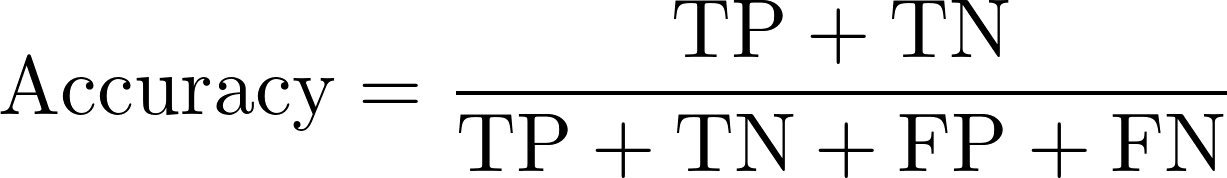 TP + TN
Accuracy =
TP + TN + FP + FN